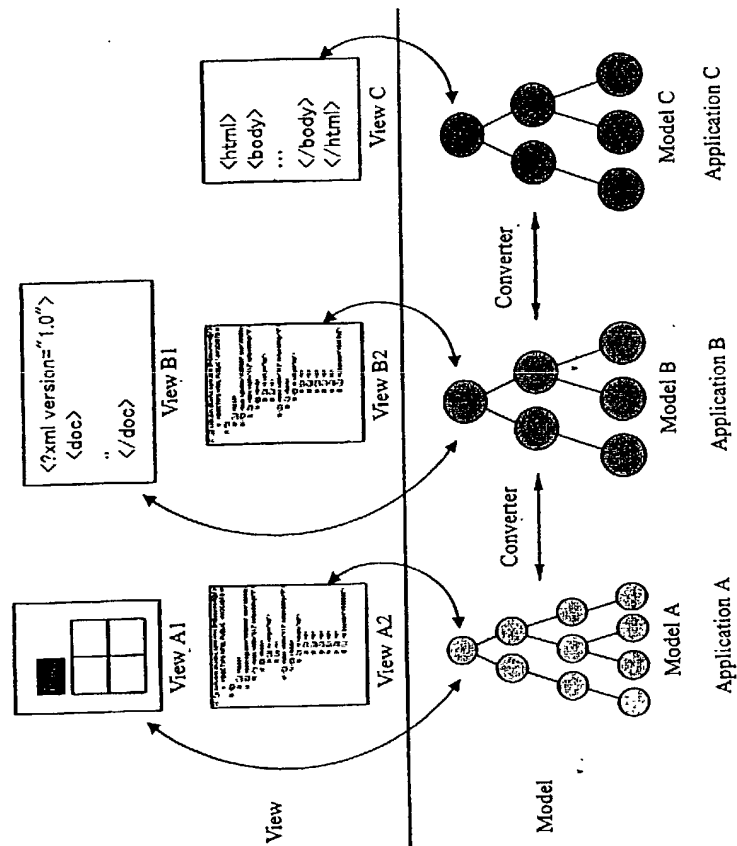 <?xml version="1.0">
<doc>
..
</doc>
View A1
View B1
<html>
<body>
...
</body>
</html>
View
View A2
View B2
View C
Converter
Converter
Model
Model A
Model B
Model C
Application A
Application B
Application C